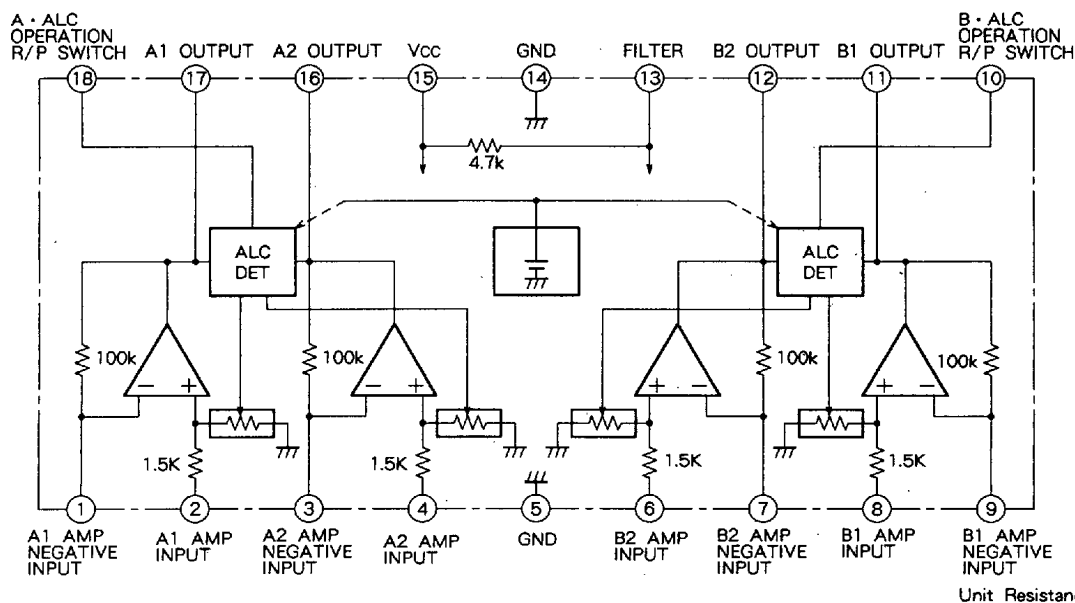 A · ALC
OPERATION
R/P SWITCH
A1 OUTPUT
A2 OUTPUT
Vcc
GND
FILTER
B2 OUTPUT
B1 OUTPUT
B · ALC
OPERATION
R/P SWITCH
18
17
16
15
14
13
12
11
10
4.7k
ALC
DET
ALC
DET
100k
100k
100k
100k
− +
− +
+ −
+ −
1.5K
1.5K
1.5K
1.5K
1
2
3
4
5
6
7
8
9
A1 AMP
NEGATIVE
INPUT
A1 AMP
INPUT
A2 AMP
NEGATIVE
INPUT
A2 AMP
INPUT
GND
B2 AMP
INPUT
B2 AMP
NEGATIVE
INPUT
B1 AMP
INPUT
B1 AMP
NEGATIVE
INPUT
Unit Resistan